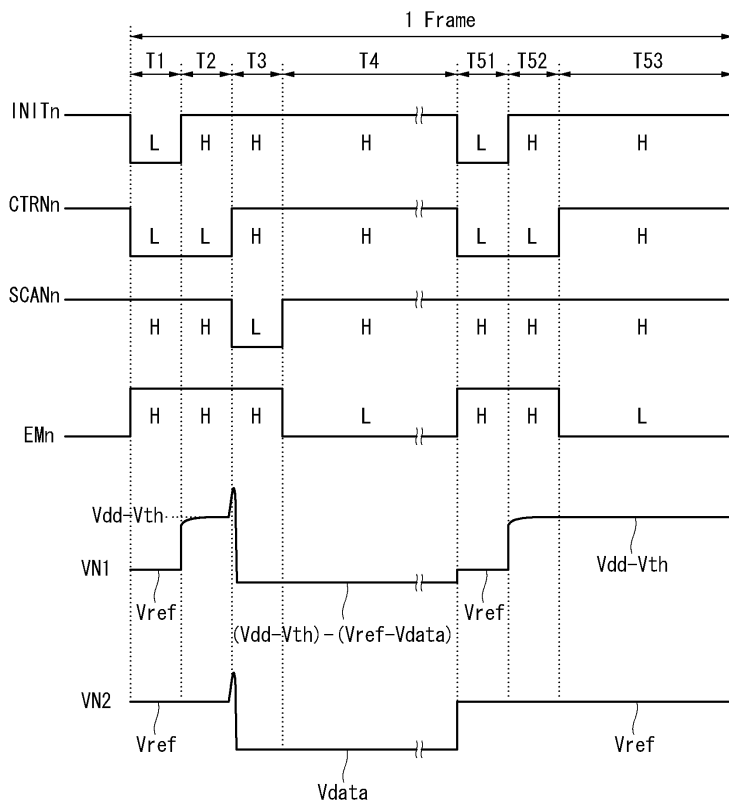 1 Frame
T1 T2 T3 T4 T51 T52 T53
INITn
L H H H L H H
CTRNn
L L H H L L H
SCANn
H H L H H H H
EMn
H H H L H H L
Vdd-Vth
VN1
Vref
(Vdd-Vth)-(Vref-Vdata)
Vref
Vdd-Vth
VN2
Vref
Vdata
Vref